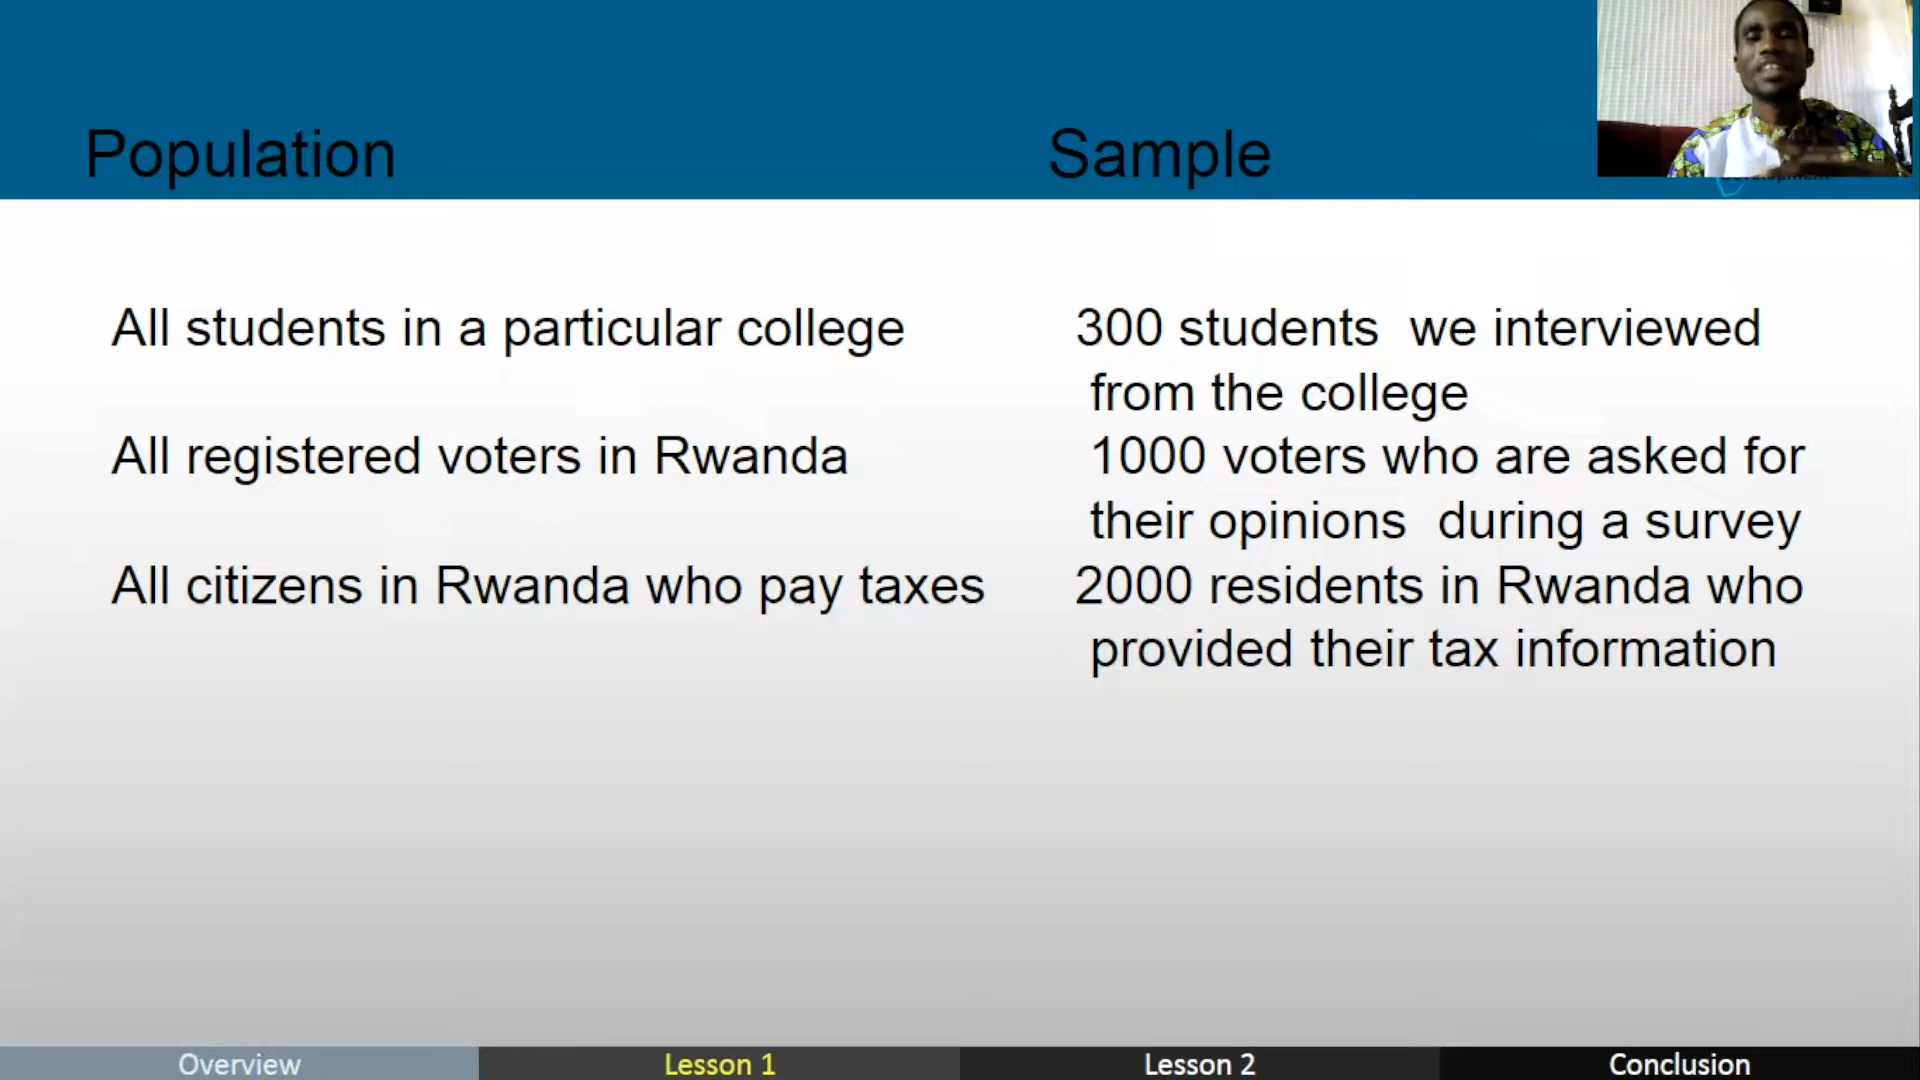 Population
Sample
All students in a particular college
300 students we interviewed
from the college
All registered voters in Rwanda
1000 voters who are asked for
their opinions during a survey
All citizens in Rwanda who pay taxes
2000 residents in Rwanda who
provided their tax information
Overview
Lesson 1
Lesson 2
Conclusion